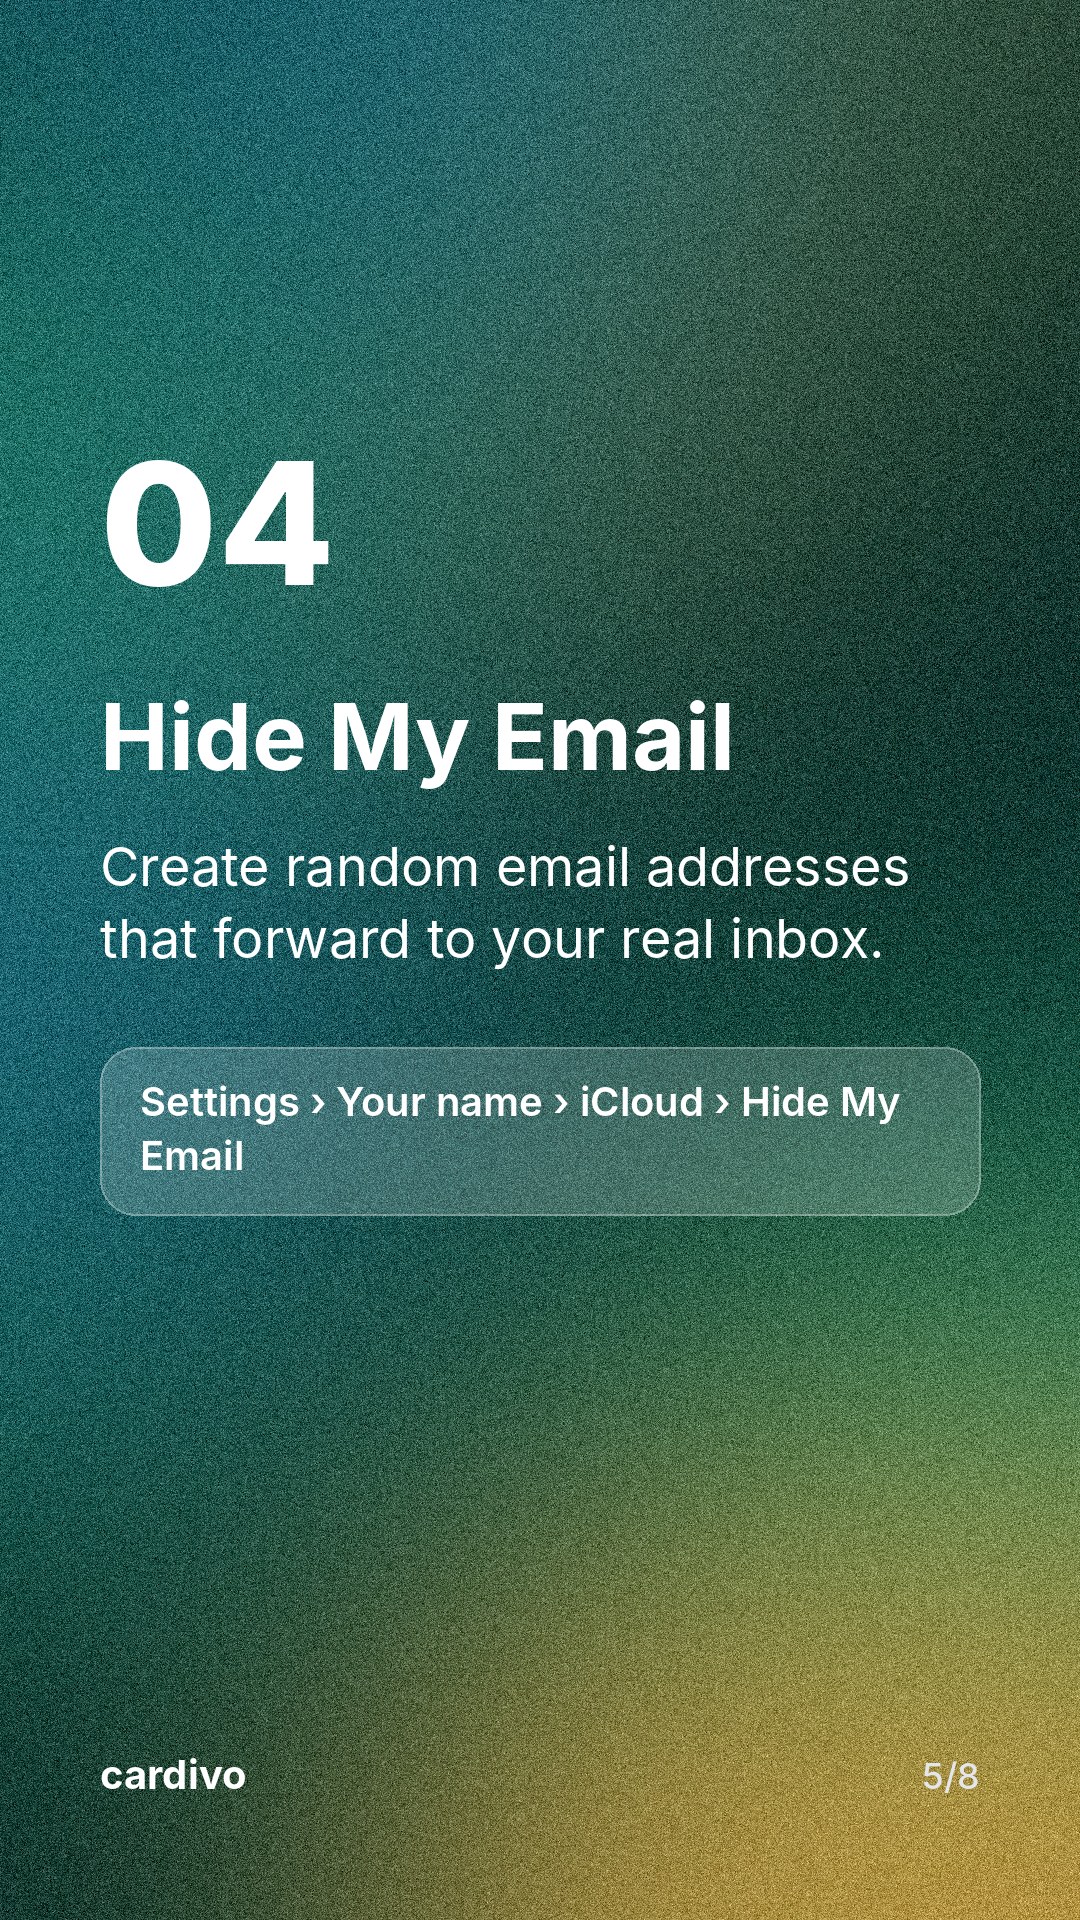 04
Hide My Email
Create random email addresses
that forward to your real inbox.
Settings › Your name › iCloud › Hide My
Email
cardivo
5/8